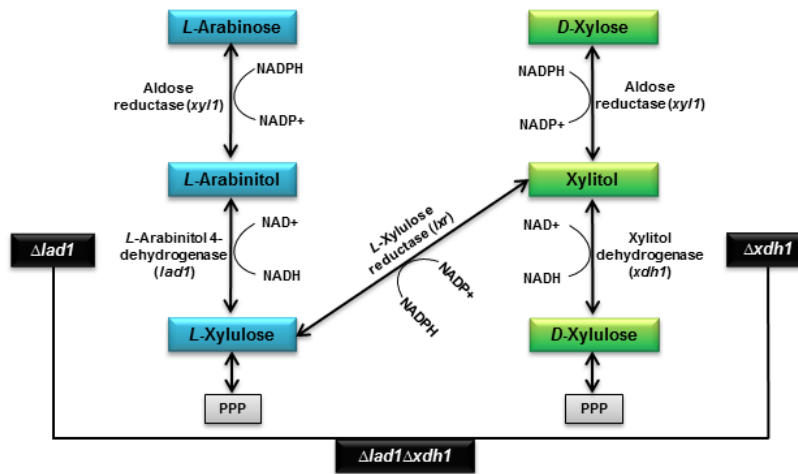 L-Arabinose
NADPH
Aldose
reductase (xyl1)
NADP+
L-Arabinitol
L-Arabinitol 4-
dehydrogenase
(lad1)
NAD+
NADH
L-Xylulose
PPP
L-Xylulose
reductase (lxr)
NADP+
NADPH
D-Xylose
NADPH
Aldose
reductase (xyl1)
NADP+
Xylitol
NAD+
Xylitol
dehydrogenase
(xdh1)
NADH
D-Xylulose
PPP
Δlad1
Δxdh1
Δlad1Δxdh1